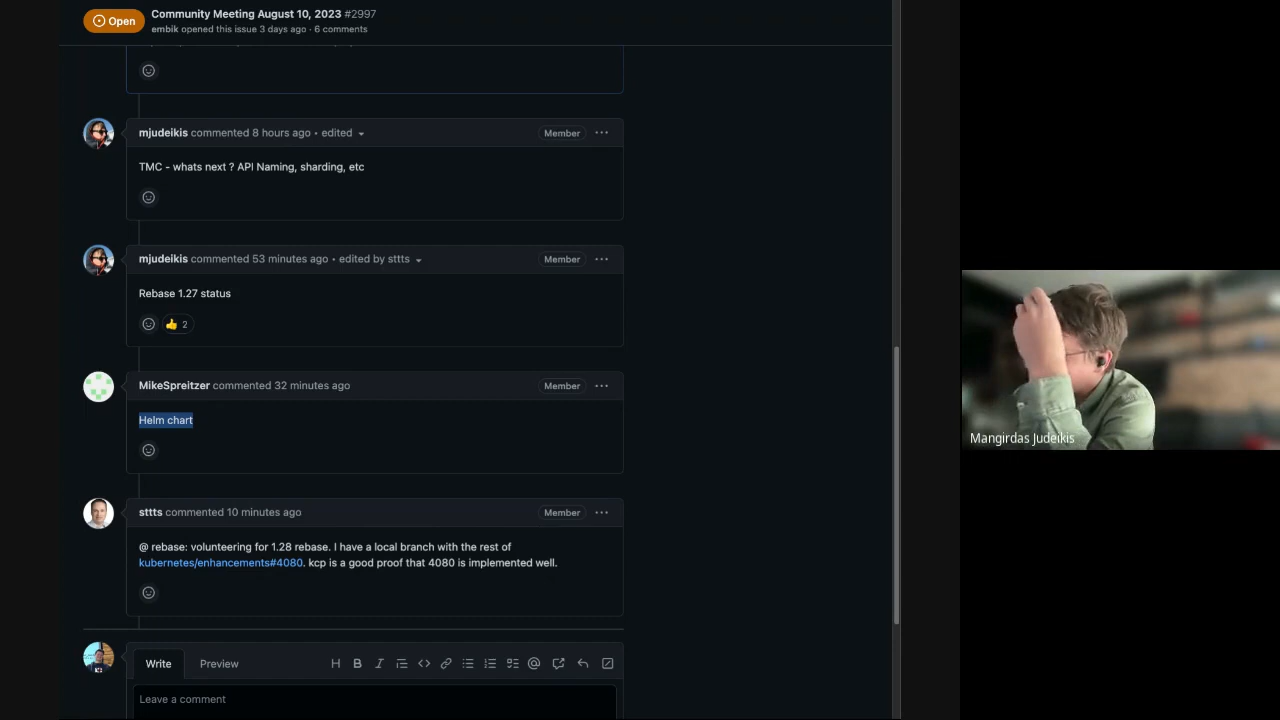 Open
Community Meeting August 10, 2023 #2997
embik opened this issue 3 days ago · 6 comments
mjudeikis commented 8 hours ago • edited
Member
TMC - whats next ? API Naming, sharding, etc
mjudeikis commented 53 minutes ago • edited by sttts
Member
Rebase 1.27 status
👍 2
MikeSpreitzer commented 32 minutes ago
Member
Helm chart
sttts commented 10 minutes ago
Member
@ rebase: volunteering for 1.28 rebase. I have a local branch with the rest of
kubernetes/enhancements#4080. kcp is a good proof that 4080 is implemented well.
Write
Preview
Leave a comment
Mangirdas Judeikis